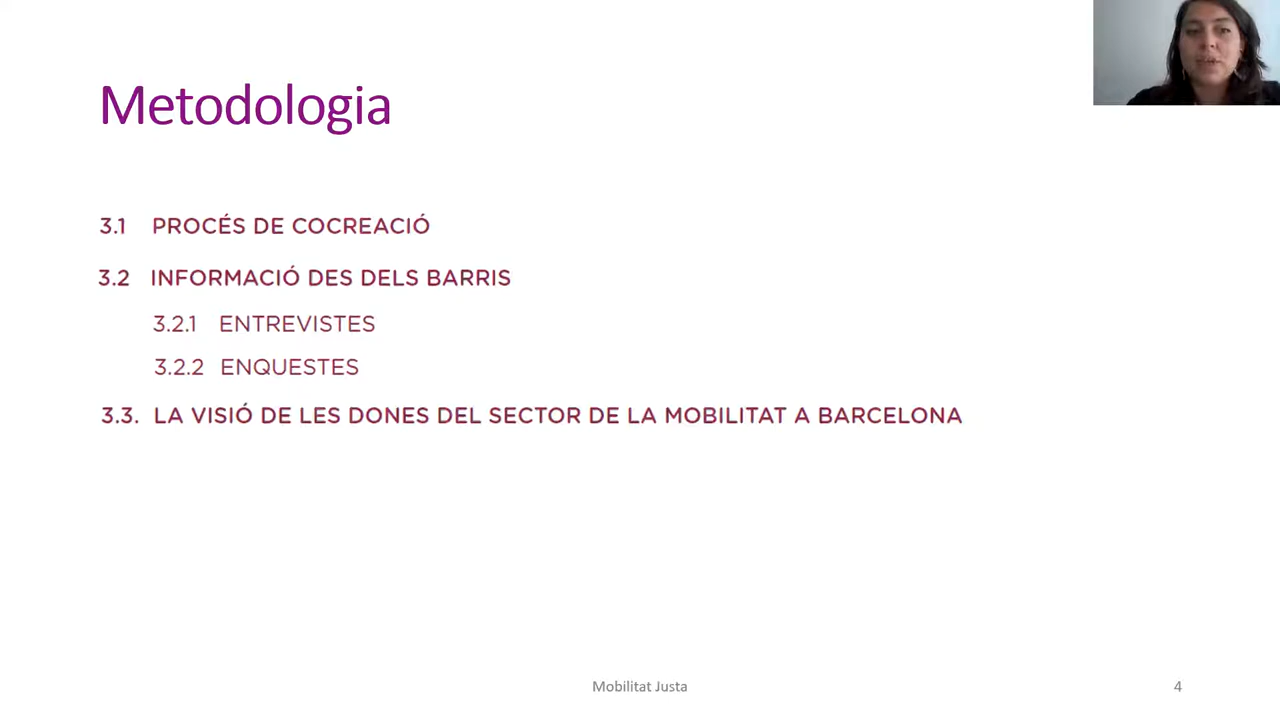 Metodologia
3.1 PROCÉS DE COCREACIÓ
3.2 INFORMACIÓ DES DELS BARRIS
3.2.1 ENTREVISTES
3.2.2 ENQUESTES
3.3. LA VISIÓ DE LES DONES DEL SECTOR DE LA MOBILITAT A BARCELONA
Mobilitat Justa
4